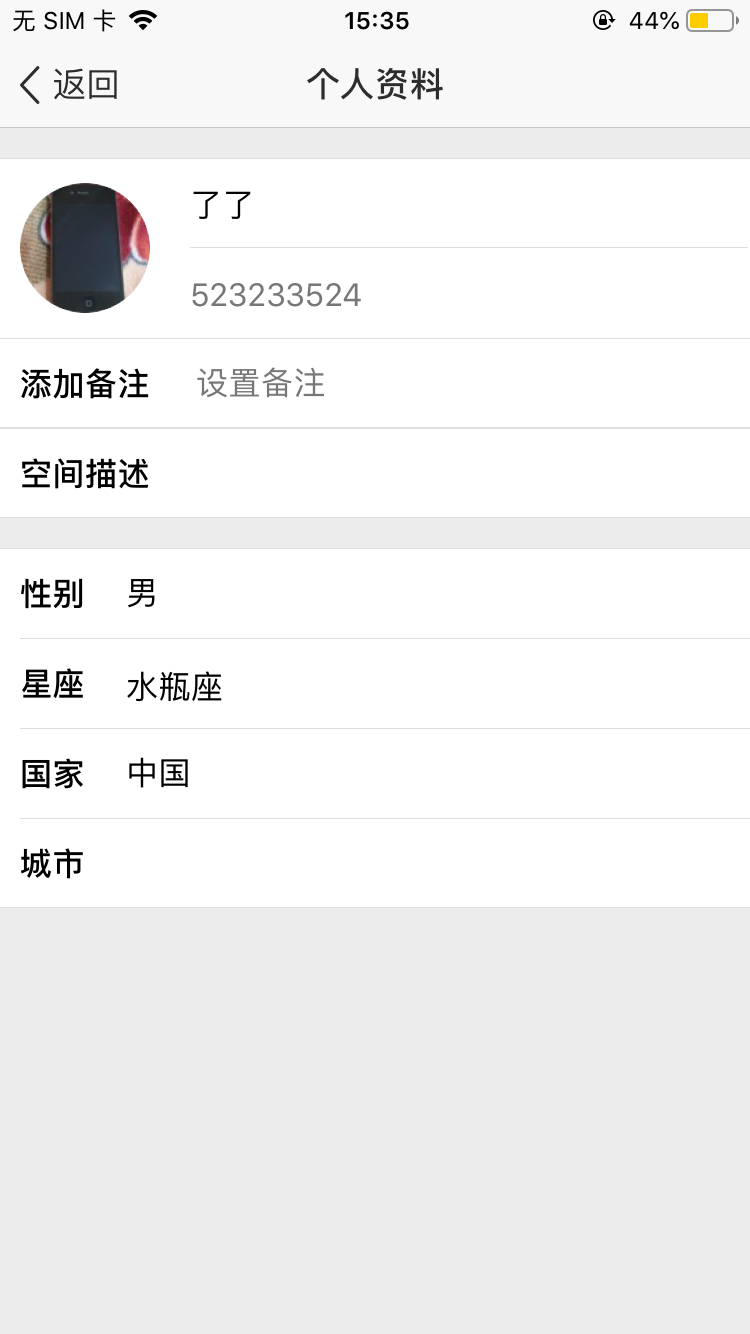 无 SIM 卡 15:35 44%
返回 个人资料
了了
523233524
添加备注 设置备注
空间描述
性别 男
星座 水瓶座
国家 中国
城市